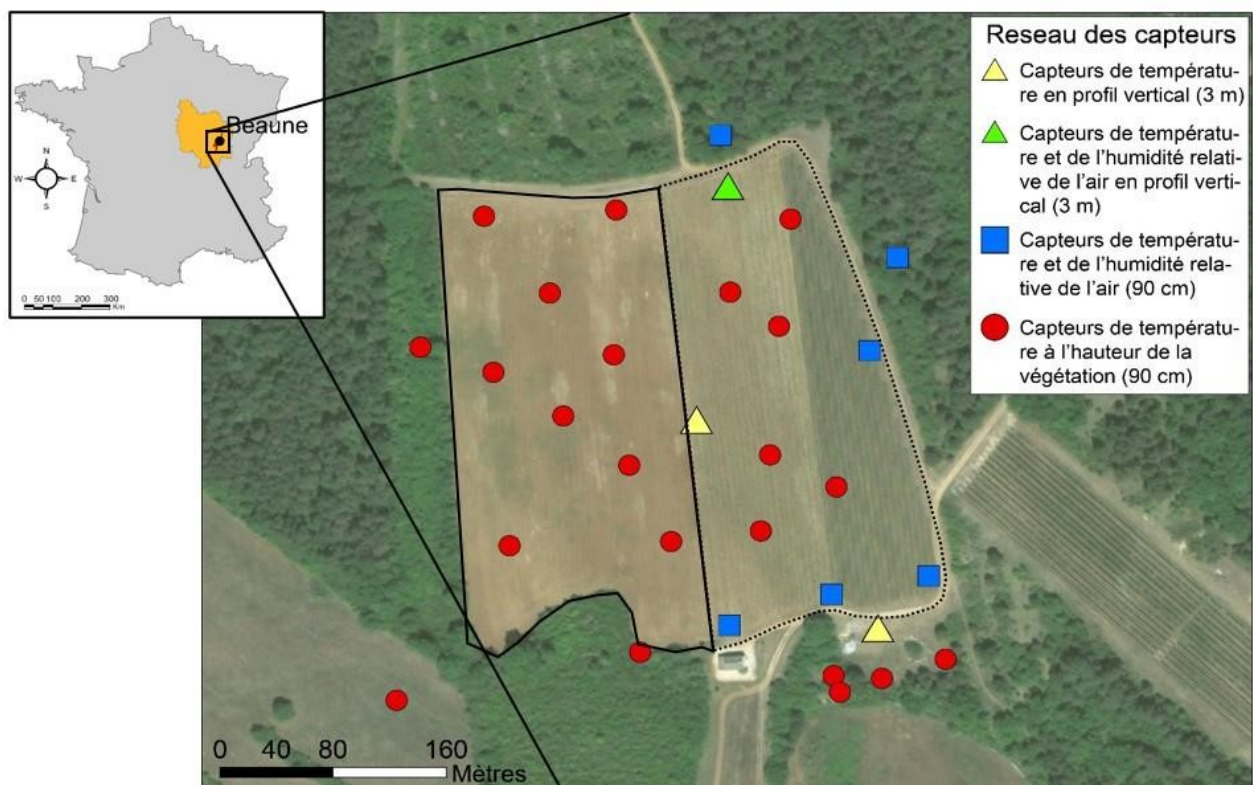 Beaune
N
W E
S
0 50 100 200 300
Km
Reseau des capteurs
Capteurs de températu-
re en profil vertical (3 m)
Capteurs de températu-
re et de l'humidité relati-
ve de l'air en profil verti-
cal (3 m)
Capteurs de températu-
re et de l'humidité rela-
tive de l'air (90 cm)
Capteurs de températu-
re à l'hauteur de la
végétation (90 cm)
0 40 80 160
Mètres